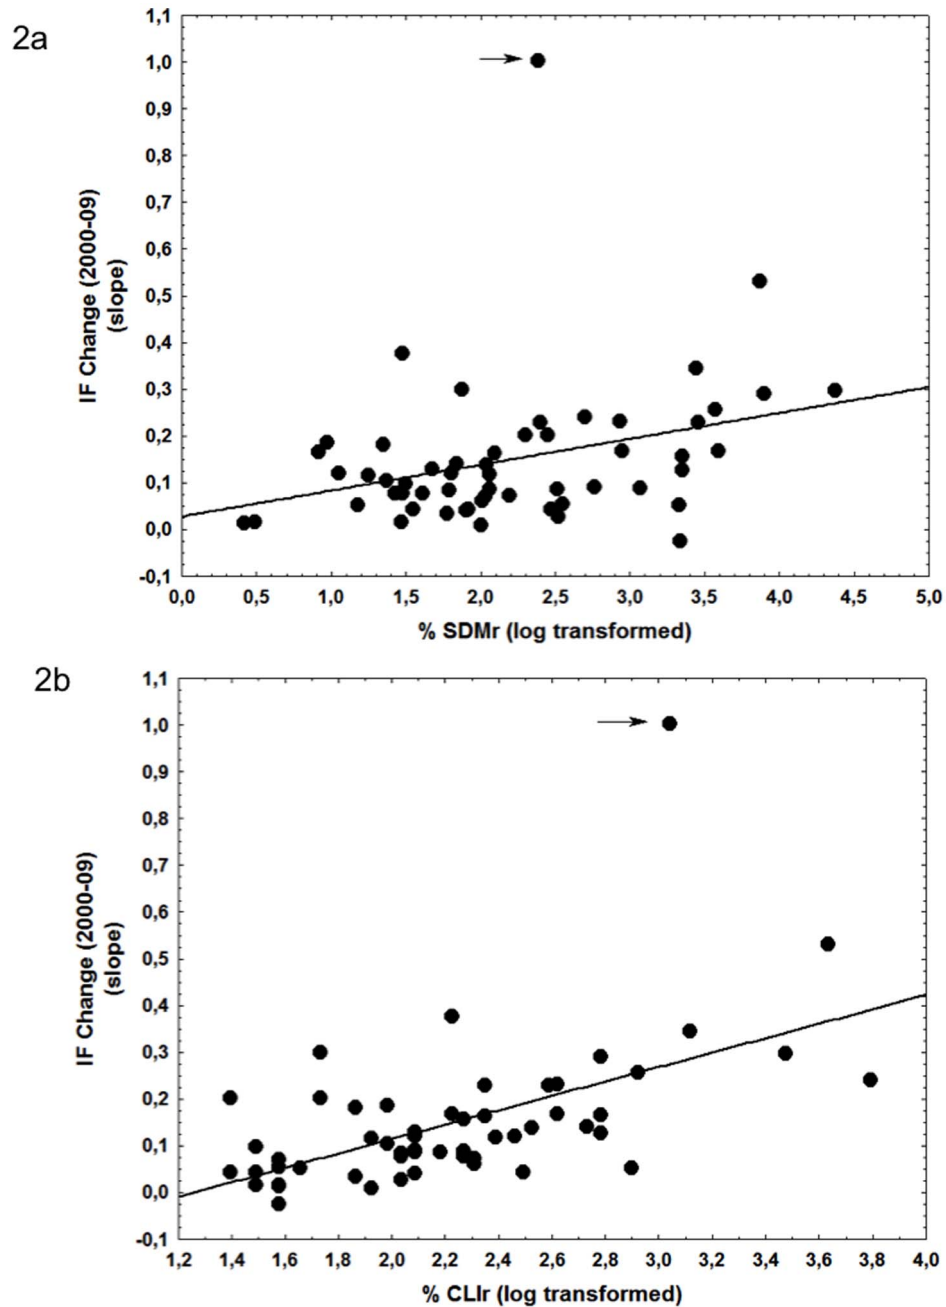 2a
1,1
1,0
0,9
0,8
0,7
0,6
0,5
0,4
0,3
0,2
0,1
0,0
-0,1
IF Change (2000-09)
(slope)
0,0 0,5 1,0 1,5 2,0 2,5 3,0 3,5 4,0 4,5 5,0
% SDMr (log transformed)
2b
1,1
1,0
0,9
0,8
0,7
0,6
0,5
0,4
0,3
0,2
0,1
0,0
-0,1
IF Change (2000-09)
(slope)
1,2 1,4 1,6 1,8 2,0 2,2 2,4 2,6 2,8 3,0 3,2 3,4 3,6 3,8 4,0
% CLIr (log transformed)